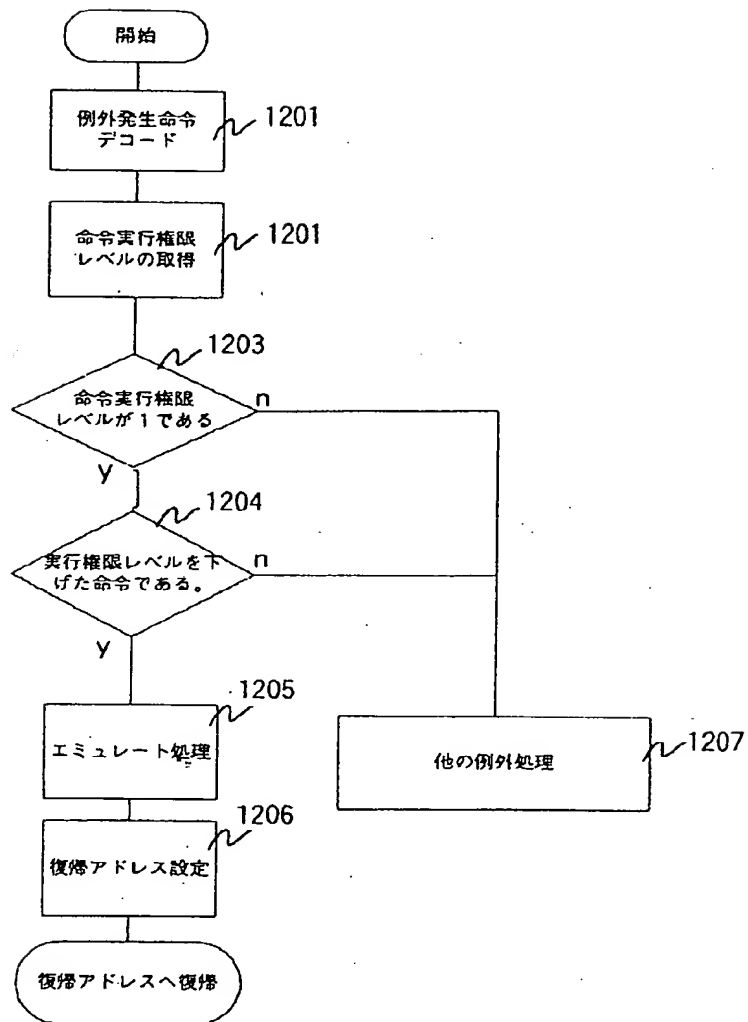 開始
例外発生命令
デコード
1201
命令実行権限
レベルの取得
1201
1203
命令実行権限
レベルが1である
n
y
1204
実行権限レベルを下
げた命令である。
n
y
1205
エミュレート処理
他の例外処理
1207
1206
復帰アドレス設定
復帰アドレスへ復帰